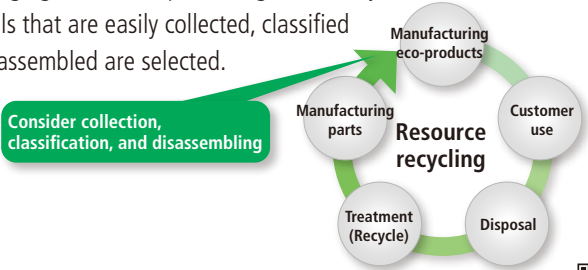 ls that are easily collected, classified
assembled are selected.
Consider collection,
classification, and disassembling
Manufacturing
eco-products
Customer
use
Disposal
Treatment
(Recycle)
Manufacturing
parts
Resource
recycling